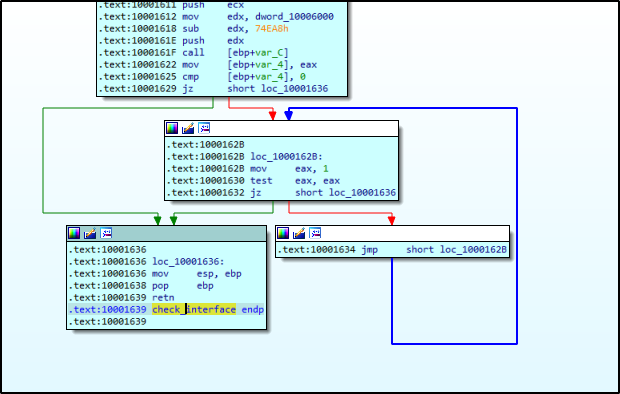 .text:10001611 push    ecx
.text:10001612 mov     edx, dword_10006000
.text:10001618 sub     edx, 74EA8h
.text:1000161E push    edx
.text:1000161F call    [ebp+var_C]
.text:10001622 mov     [ebp+var_4], eax
.text:10001625 cmp     [ebp+var_4], 0
.text:10001629 jz      short loc_10001636
.text:1000162B
.text:1000162B loc_1000162B:
.text:1000162B mov     eax, 1
.text:10001630 test    eax, eax
.text:10001632 jz      short loc_10001636
.text:10001636
.text:10001636 loc_10001636:
.text:10001636 mov     esp, ebp
.text:10001638 pop     ebp
.text:10001639 retn
.text:10001639 check_interface endp
.text:10001639
.text:10001634 jmp     short loc_1000162B